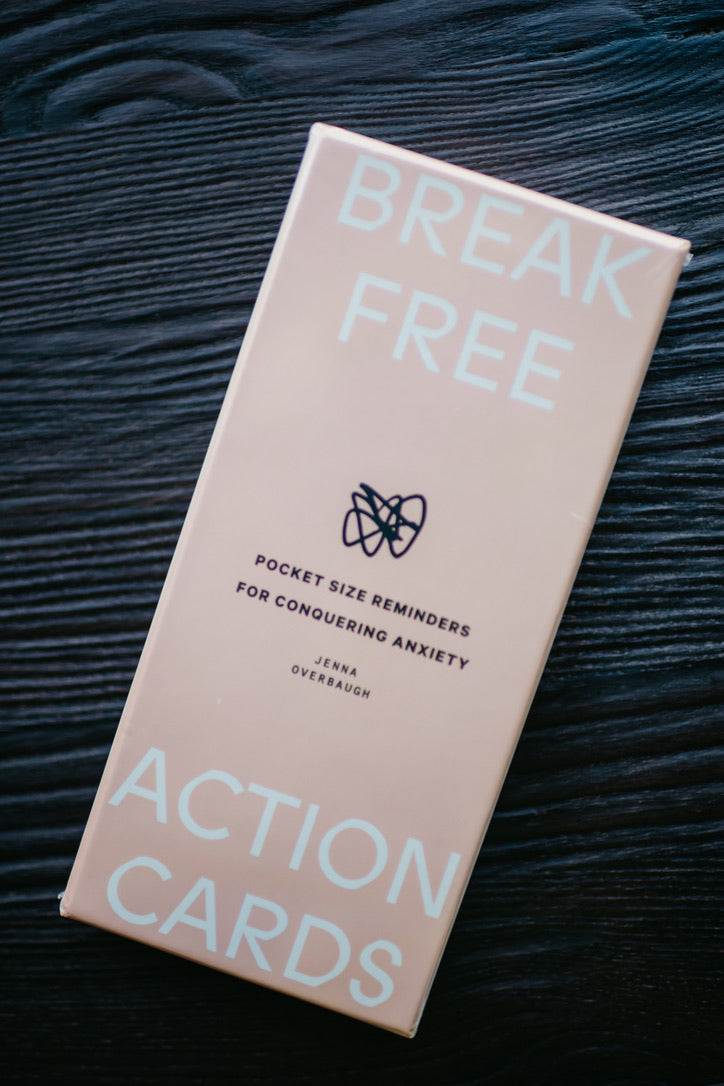 BREAK
FREE
POCKET SIZE REMINDERS
FOR CONQUERING ANXIETY
JENNA
OVERBAUGH
ACTION
CARDS